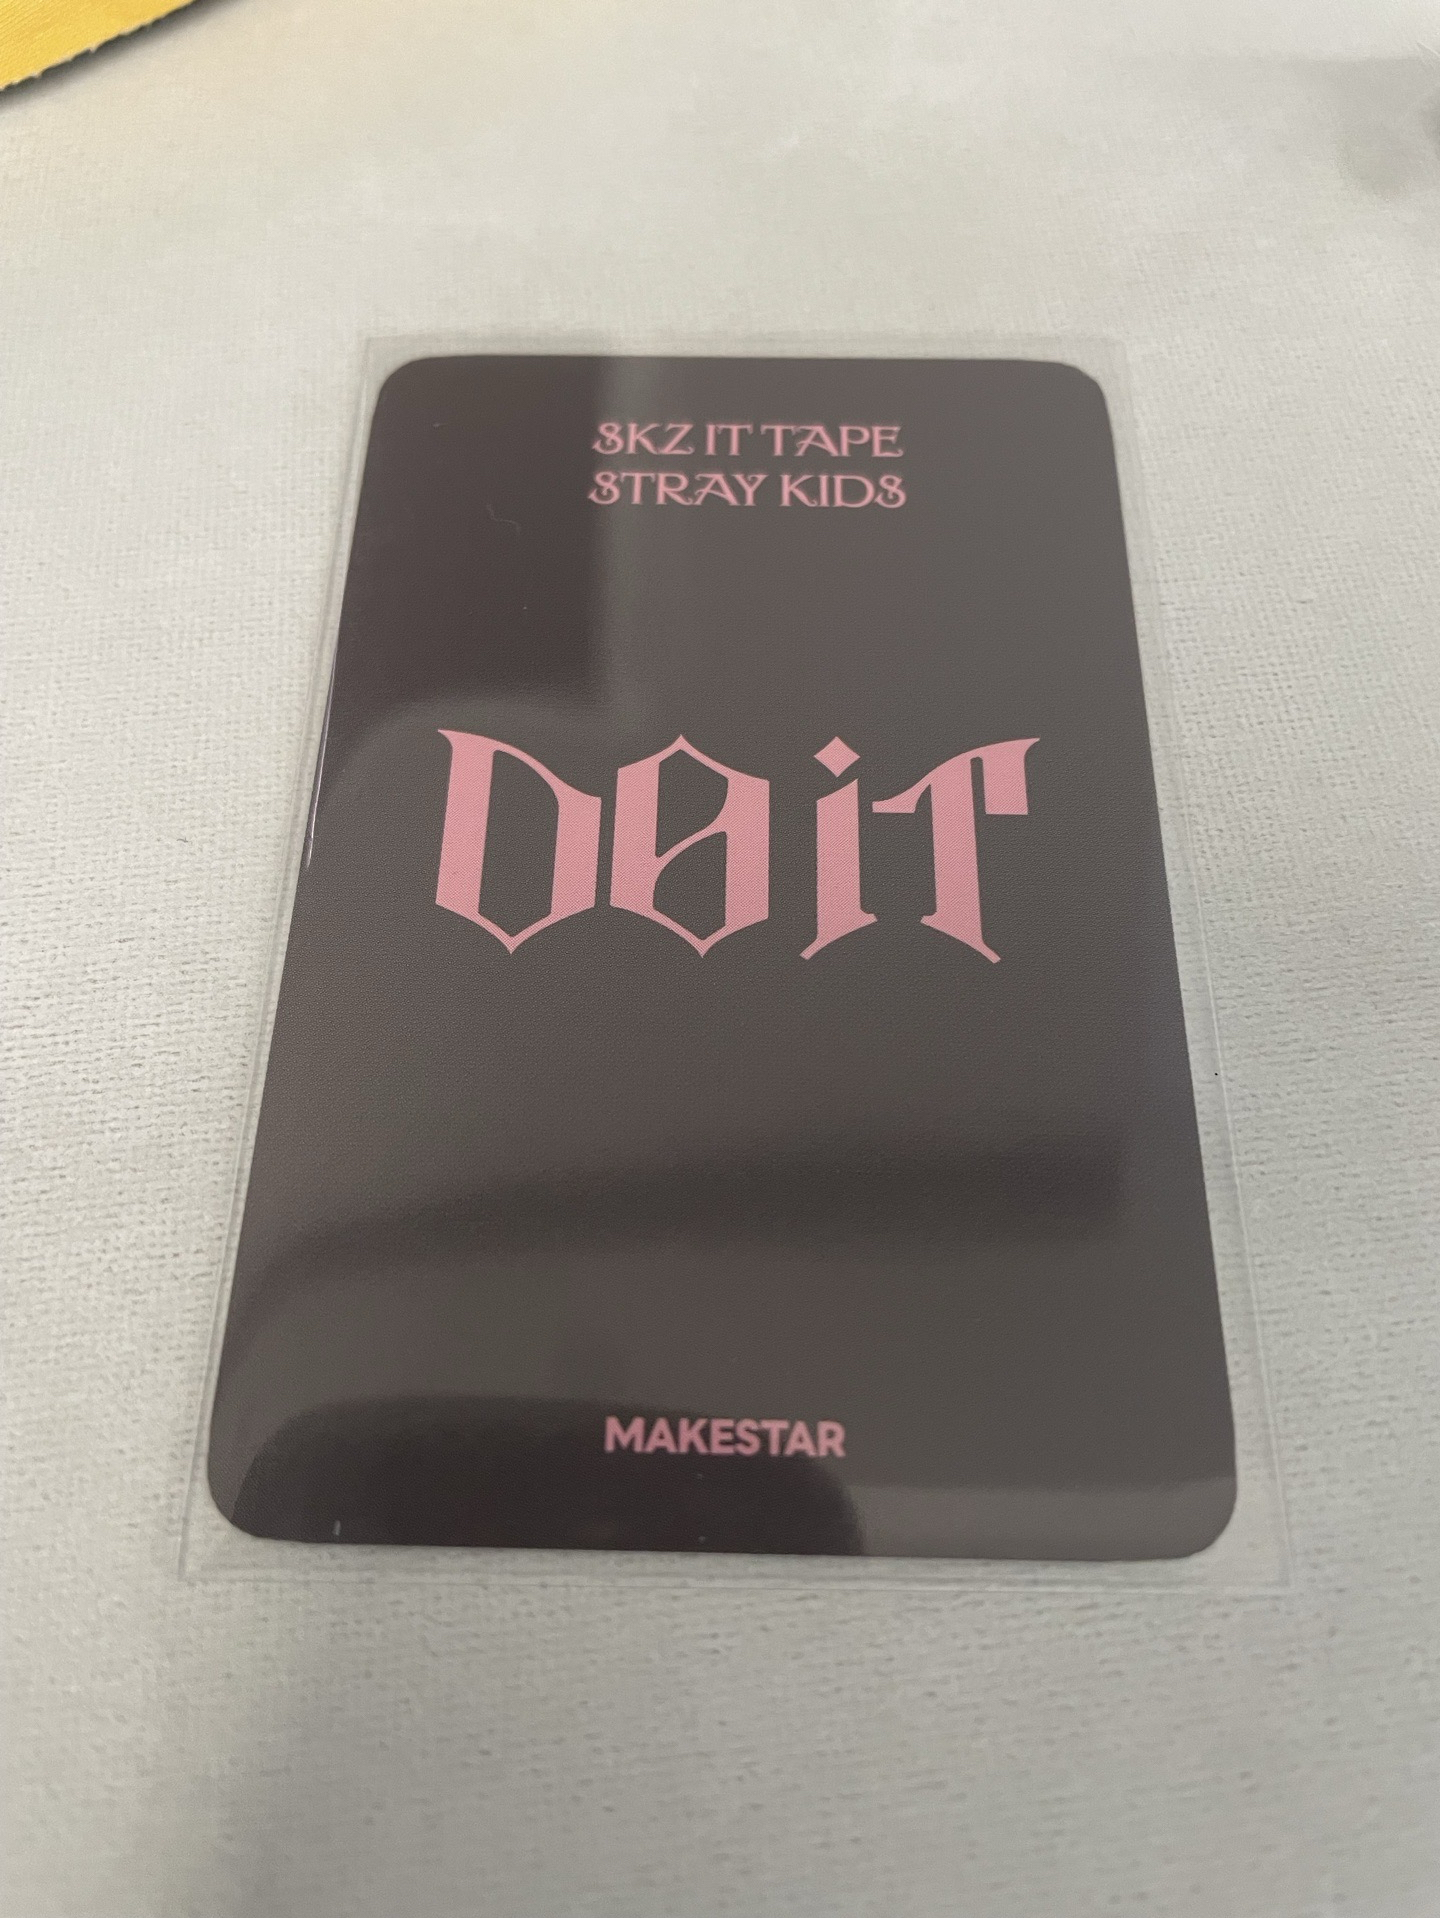 SKZ IT TAPE
STRAY KIDS
DO iT
MAKESTAR